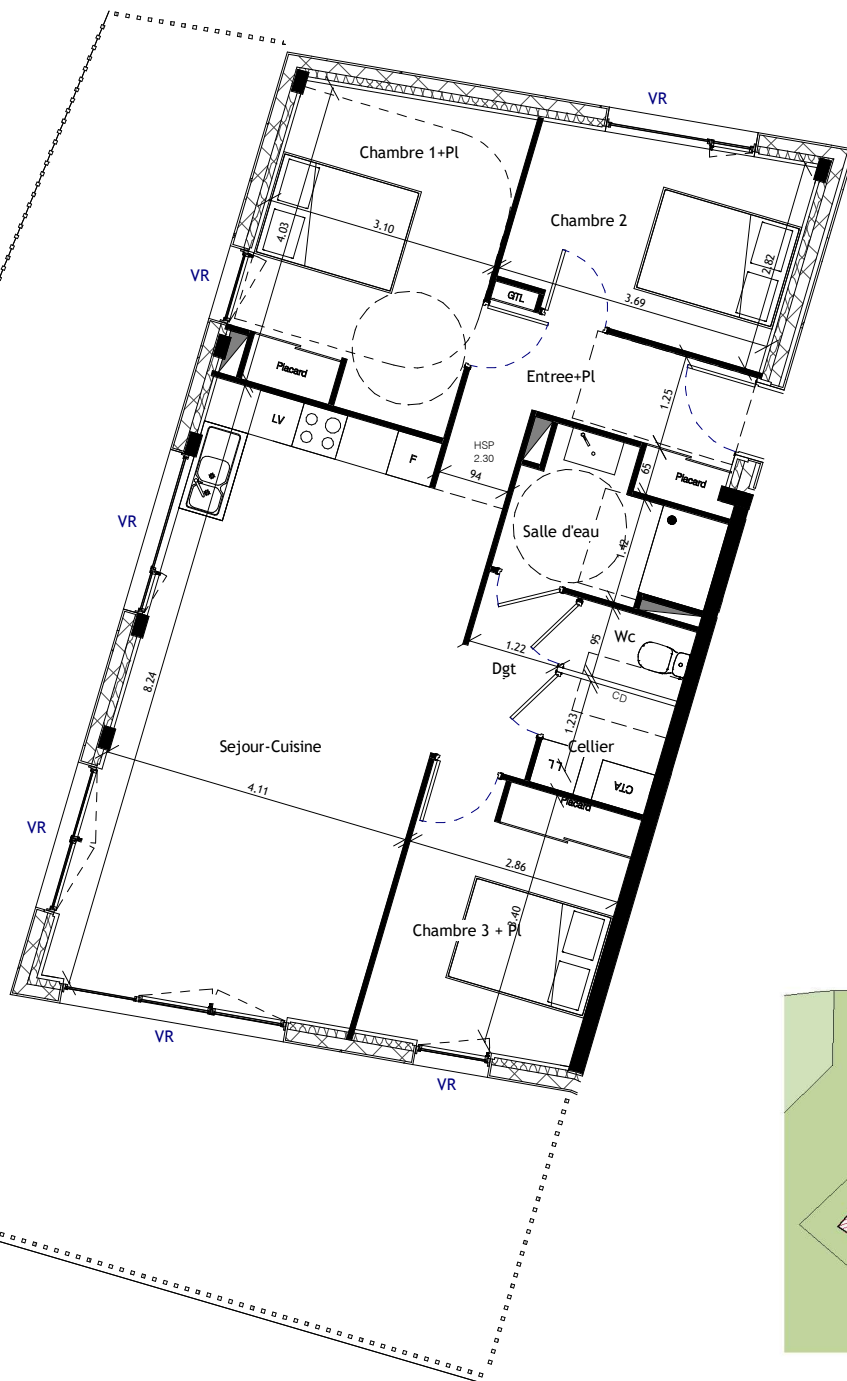 VR
Chambre 1+Pl
Chambre 2
4.03
3.10
2.82
VR
GTL
3.69
Placard
Entree+Pl
1.25
LV
F
HSP
2.30
94
65
Placard
VR
Salle d'eau
1.42
Wc
95
1.22
Dgt
CD
8.24
1.23
Sejour-Cuisine
Cellier
LL
CTA
4.11
Placard
VR
2.86
3.40
Chambre 3 + Pl
VR
VR